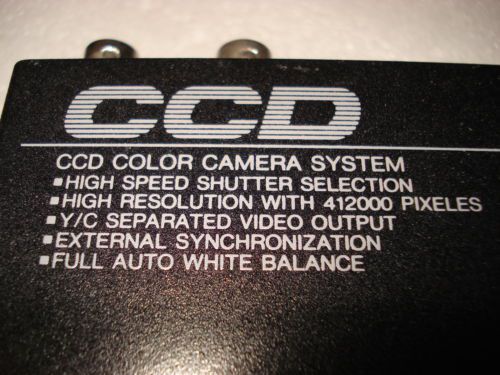 CCD
CCD COLOR CAMERA SYSTEM
▪HIGH SPEED SHUTTER SELECTION
▪HIGH RESOLUTION WITH 412000 PIXELES
▪Y/C SEPARATED VIDEO OUTPUT
▪EXTERNAL SYNCHRONIZATION
▪FULL AUTO WHITE BALANCE